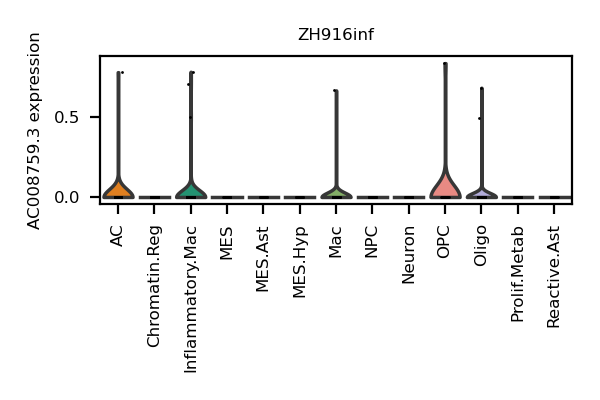 ZH916inf
AC008759.3 expression
0.5
0.0
AC
Chromatin.Reg
Inflammatory.Mac
MES
MES.Ast
MES.Hyp
Mac
NPC
Neuron
OPC
Oligo
Prolif.Metab
Reactive.Ast